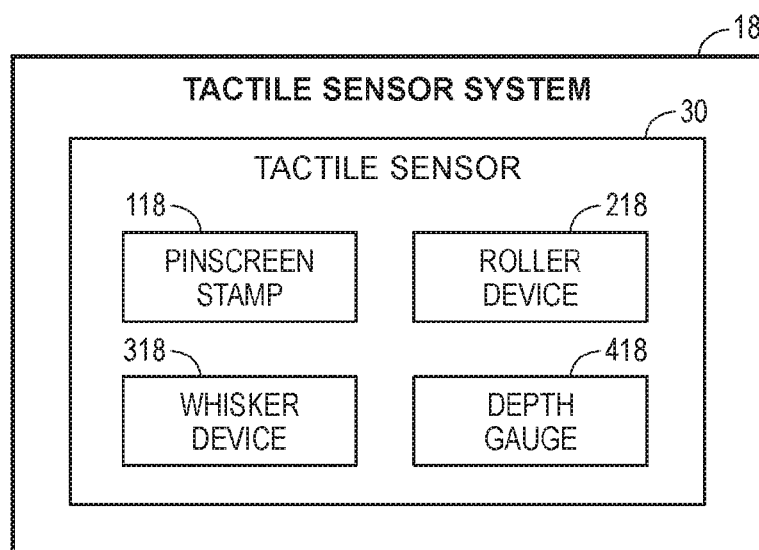 18
TACTILE SENSOR SYSTEM
30
TACTILE SENSOR
118
218
PINSCREEN
STAMP
ROLLER
DEVICE
318
418
WHISKER
DEVICE
DEPTH
GAUGE